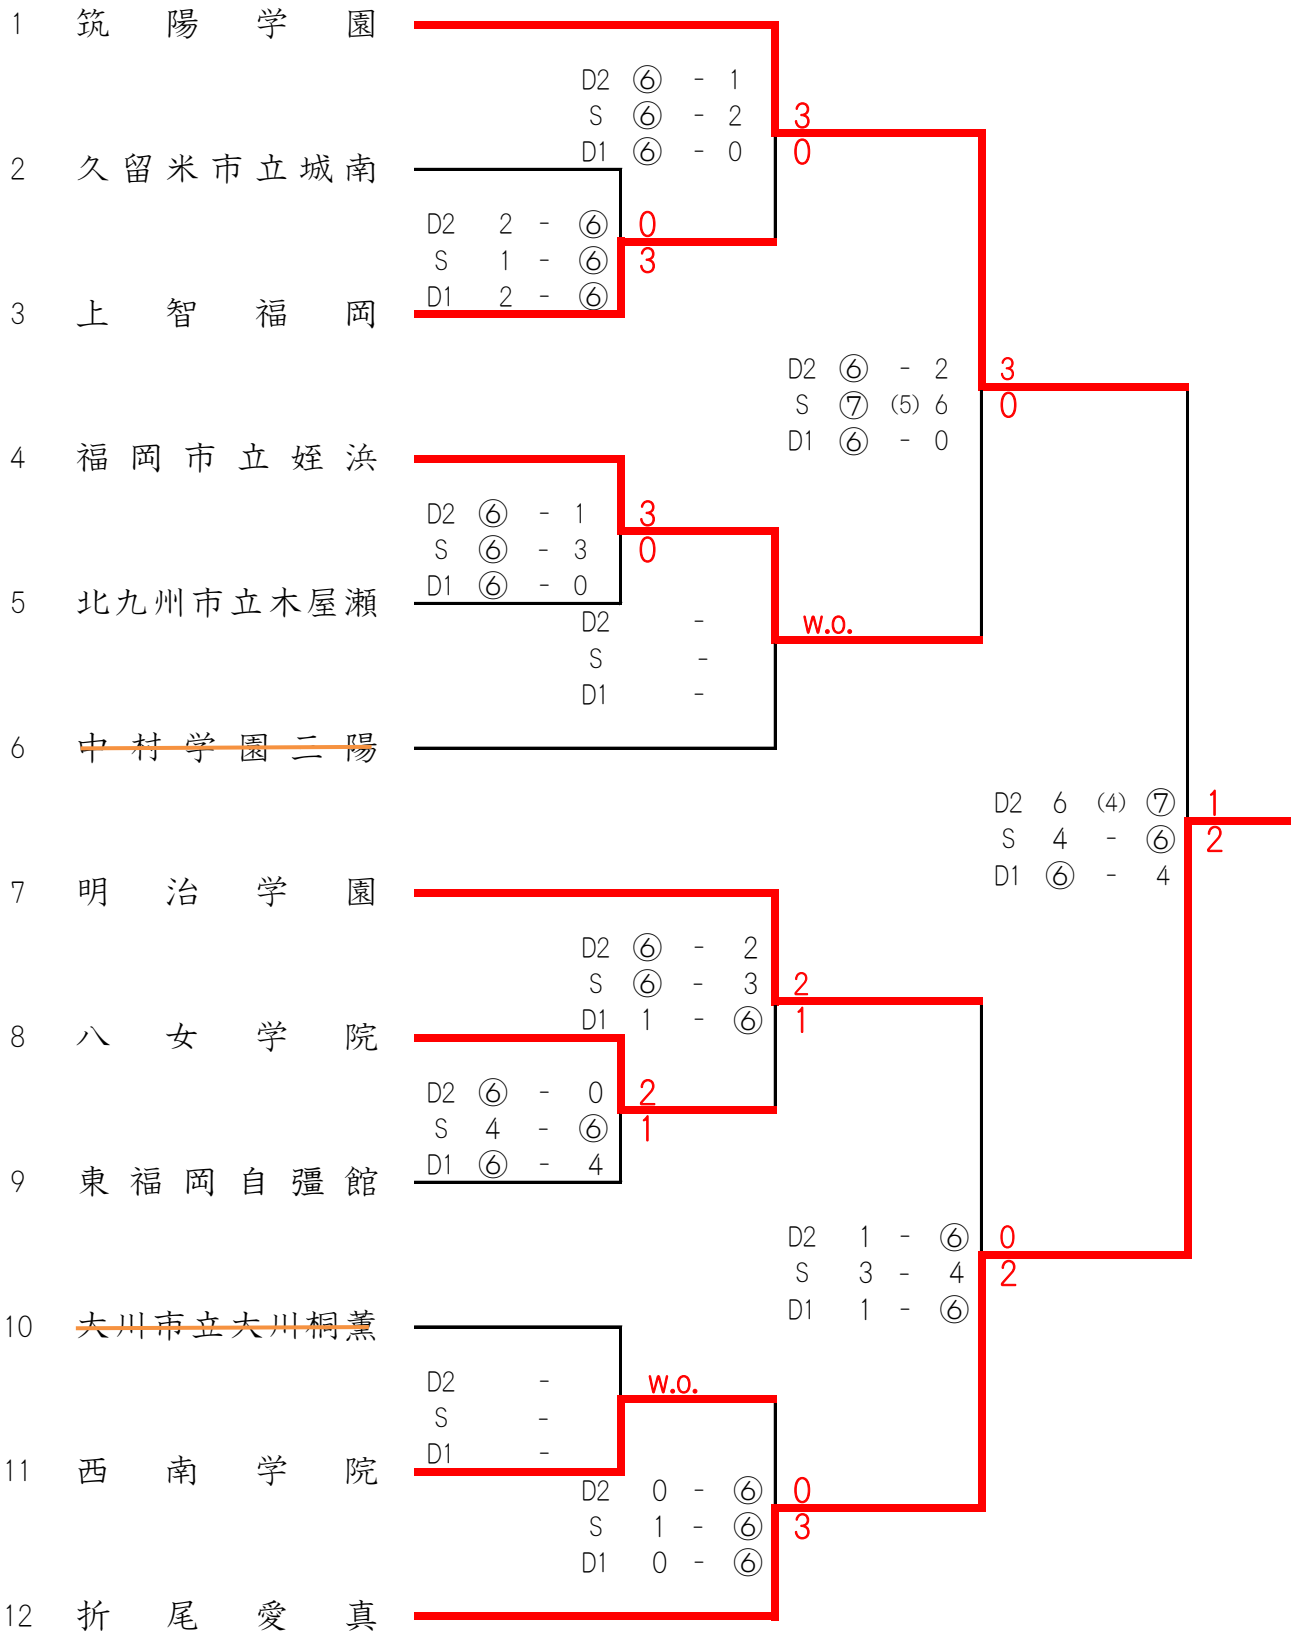 1 筑陽学園
D2 ⑥ - 1
S ⑥ - 2 3
D1 ⑥ - 0 0
2 久留米市立城南
D2 2 - ⑥ 0
S 1 - ⑥ 3
D1 2 - ⑥
3 上智福岡
D2 ⑥ - 2 3
S ⑦ (5) 6 0
D1 ⑥ - 0
4 福岡市立姪浜
D2 ⑥ - 1 3
S ⑥ - 3 0
D1 ⑥ - 0
5 北九州市立木屋瀬
D2 - W.O.
S -
D1 -
6 中村学園三陽
D2 6 (4) ⑦ 1
S 4 - ⑥ 2
D1 ⑥ - 4
7 明治学園
D2 ⑥ - 2
S ⑥ - 3 2
D1 1 - ⑥ 1
8 八女学院
D2 ⑥ - 0 2
S 4 - ⑥ 1
D1 ⑥ - 4
9 東福岡自彊館
D2 1 - ⑥ 0
S 3 - 4 2
D1 1 - ⑥
10 大川市立大川桐薫
D2 - W.O.
S -
D1 -
11 西南学院
D2 0 - ⑥ 0
S 1 - ⑥ 3
D1 0 - ⑥
12 折尾愛真